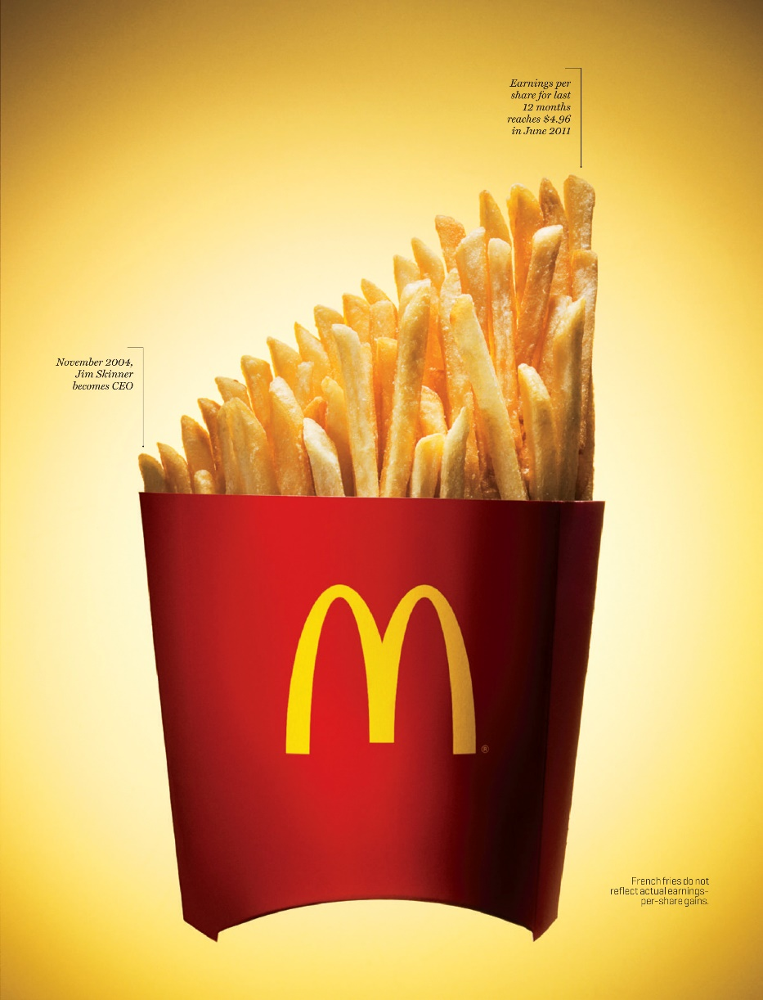 Earnings per
share for last
12 months
reaches $4.96
in June 2011
November 2004,
Jim Skinner
becomes CEO
M
®
French fries do not
reflect actual earnings-
per-share gains.